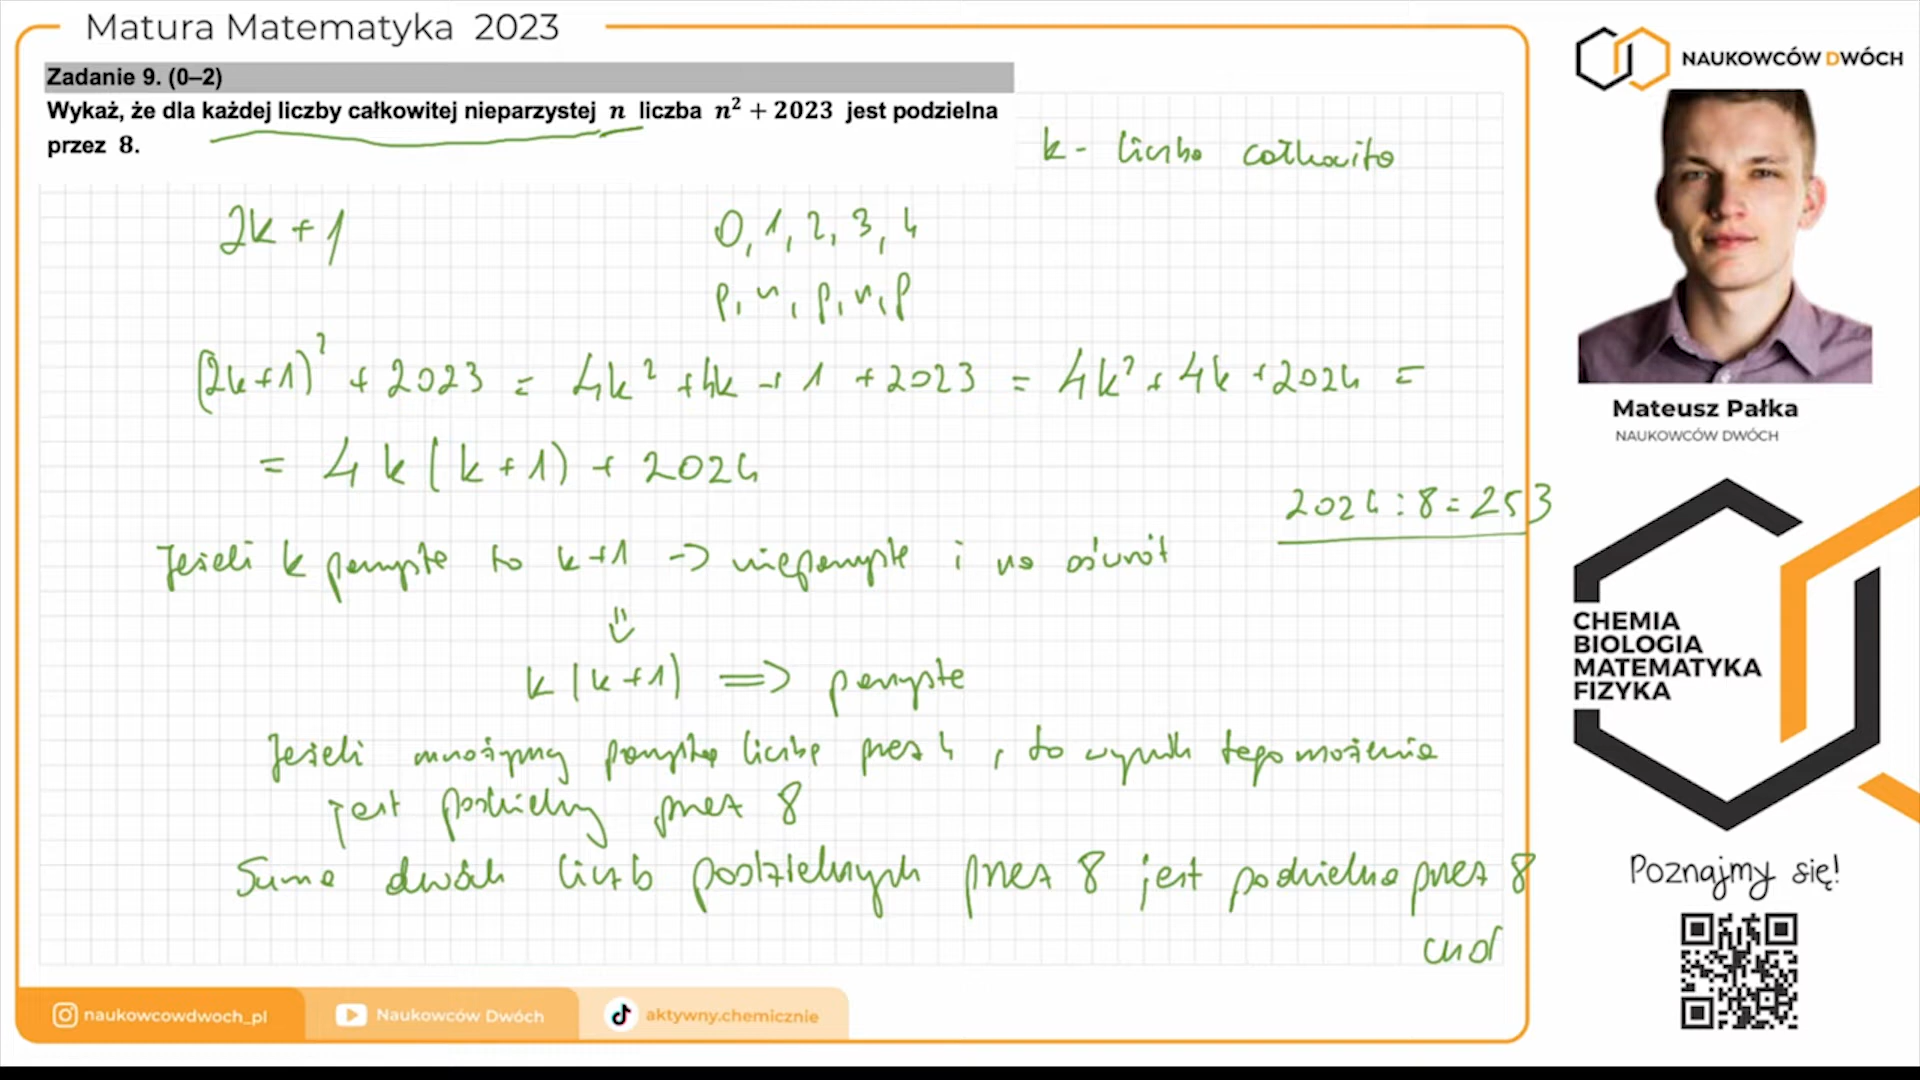 Matura Matematyka 2023
NAUKOWCÓW DWÓCH
Zadanie 9. (0–2)
Wykaż, że dla każdej liczby całkowitej nieparzystej n liczba n² + 2023 jest podzielna
przez 8.
k - liczba całkowita
2k + 1
0, 1, 2, 3, 4
p, n, p, n, p
(2k+1)² + 2023 = 4k² + 4k + 1 + 2023 = 4k² + 4k + 2024 =
= 4k(k+1) + 2024
2024 : 8 = 253
Jeżeli k parzyste to k+1 -> nieparzyste i na odwrót
k(k+1) => parzyste
Jeżeli mnożymy parzystą liczbę przez 4, to wynik tego mnożenia
jest podzielny przez 8
Suma dwóch liczb podzielnych przez 8 jest podzielna przez 8
cnd
Mateusz Pałka
NAUKOWCÓW DWÓCH
CHEMIA
BIOLOGIA
MATEMATYKA
FIZYKA
Poznajmy się!
naukowcowdwoch_pl
Naukowców Dwóch
aktywny.chemicznie